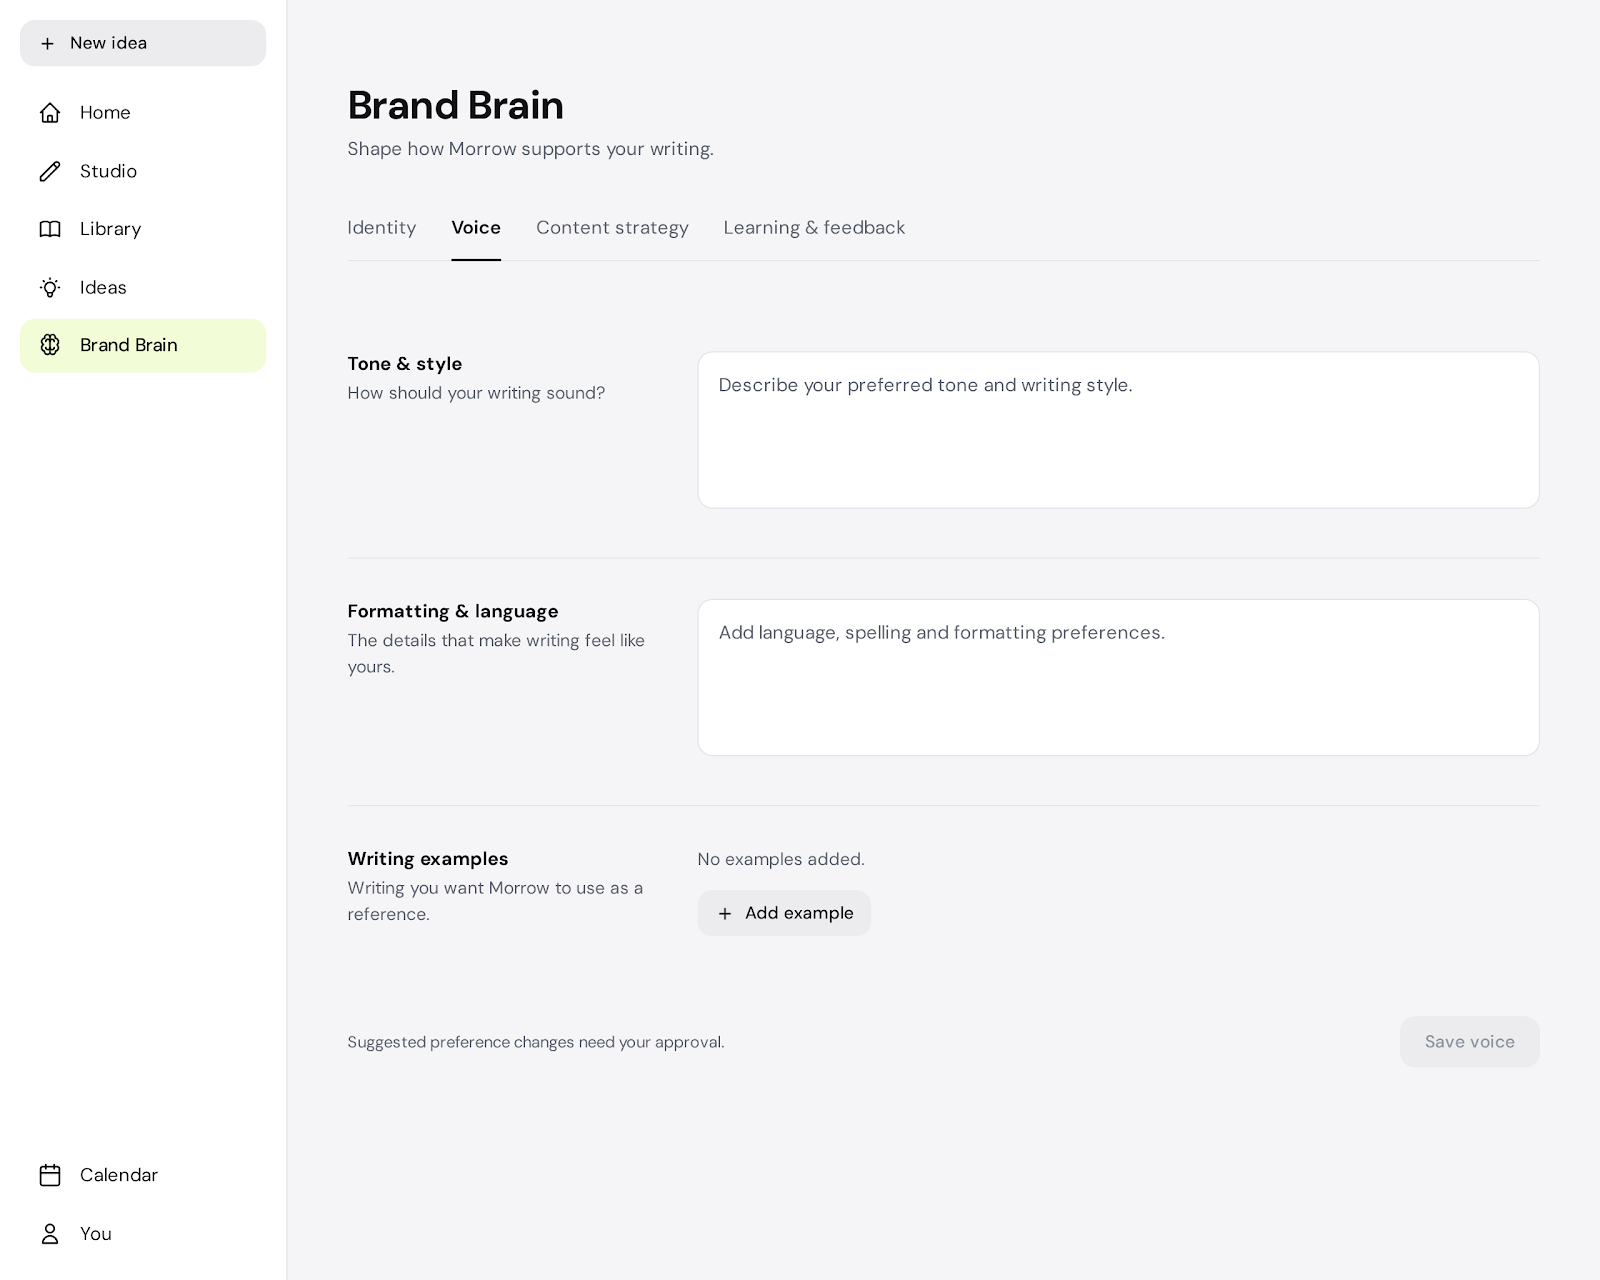 New idea
Home
Studio
Library
Ideas
Brand Brain
Calendar
You
Brand Brain
Shape how Morrow supports your writing.
Identity Voice Content strategy Learning & feedback
Tone & style
How should your writing sound?
Describe your preferred tone and writing style.
Formatting & language
The details that make writing feel like
yours.
Add language, spelling and formatting preferences.
Writing examples
Writing you want Morrow to use as a
reference.
No examples added.
Add example
Suggested preference changes need your approval.
Save voice